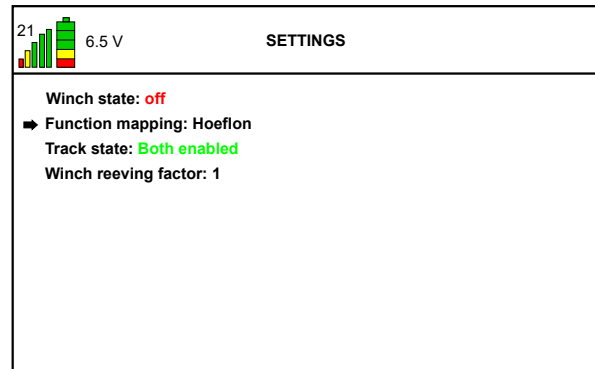 21
6.5 V
SETTINGS
Winch state: off
Function mapping: Hoeflon
Track state: Both enabled
Winch reeving factor: 1